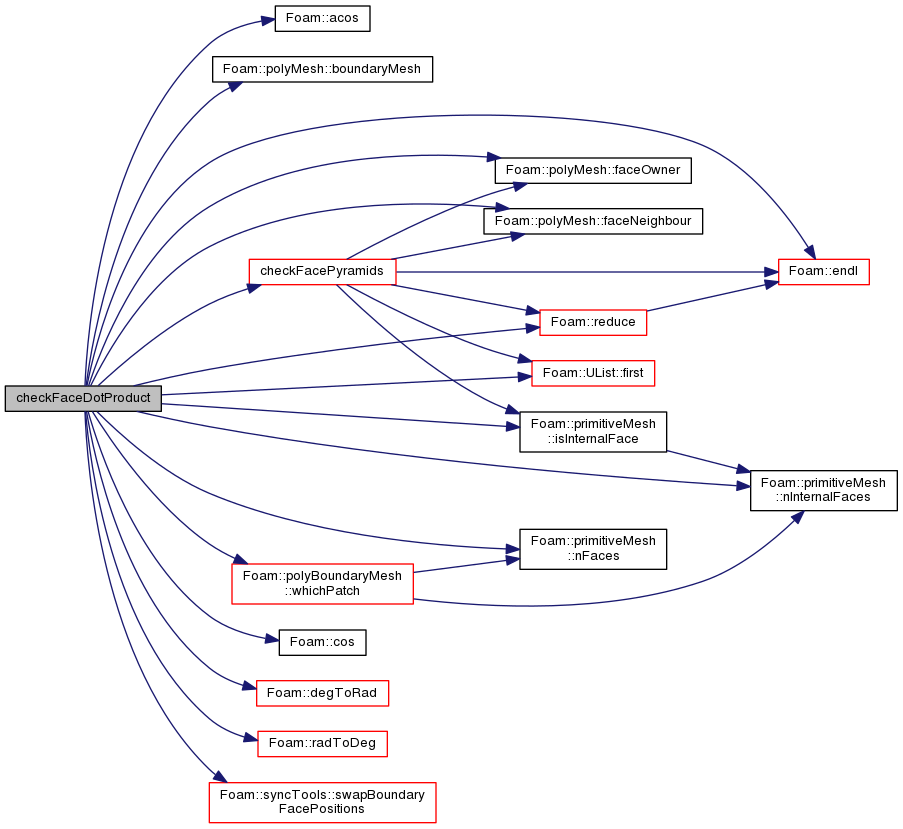 Foam::acos
Foam::polyMesh::boundaryMesh
Foam::polyMesh::faceOwner
Foam::polyMesh::faceNeighbour
checkFacePyramids
Foam::endl
Foam::reduce
Foam::UList::first
checkFaceDotProduct
Foam::primitiveMesh
::isInternalFace
Foam::primitiveMesh
::nInternalFaces
Foam::primitiveMesh
::nFaces
Foam::polyBoundaryMesh
::whichPatch
Foam::cos
Foam::degToRad
Foam::radToDeg
Foam::syncTools::swapBoundary
FacePositions